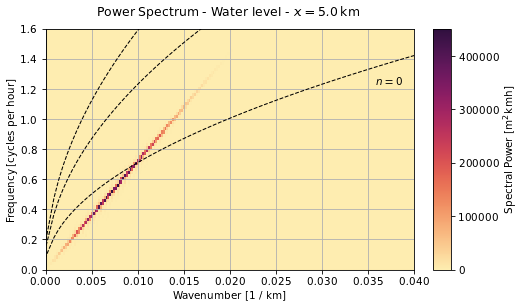 Power Spectrum - Water level - x = 5.0 km
1.6
1.4
1.2
1.0
0.8
0.6
0.4
0.2
0.0
Frequency [cycles per hour]
n = 0
0.000 0.005 0.010 0.015 0.020 0.025 0.030 0.035 0.040
Wavenumber [1 / km]
400000
300000
200000
100000
0
Spectral Power [m² kmh]